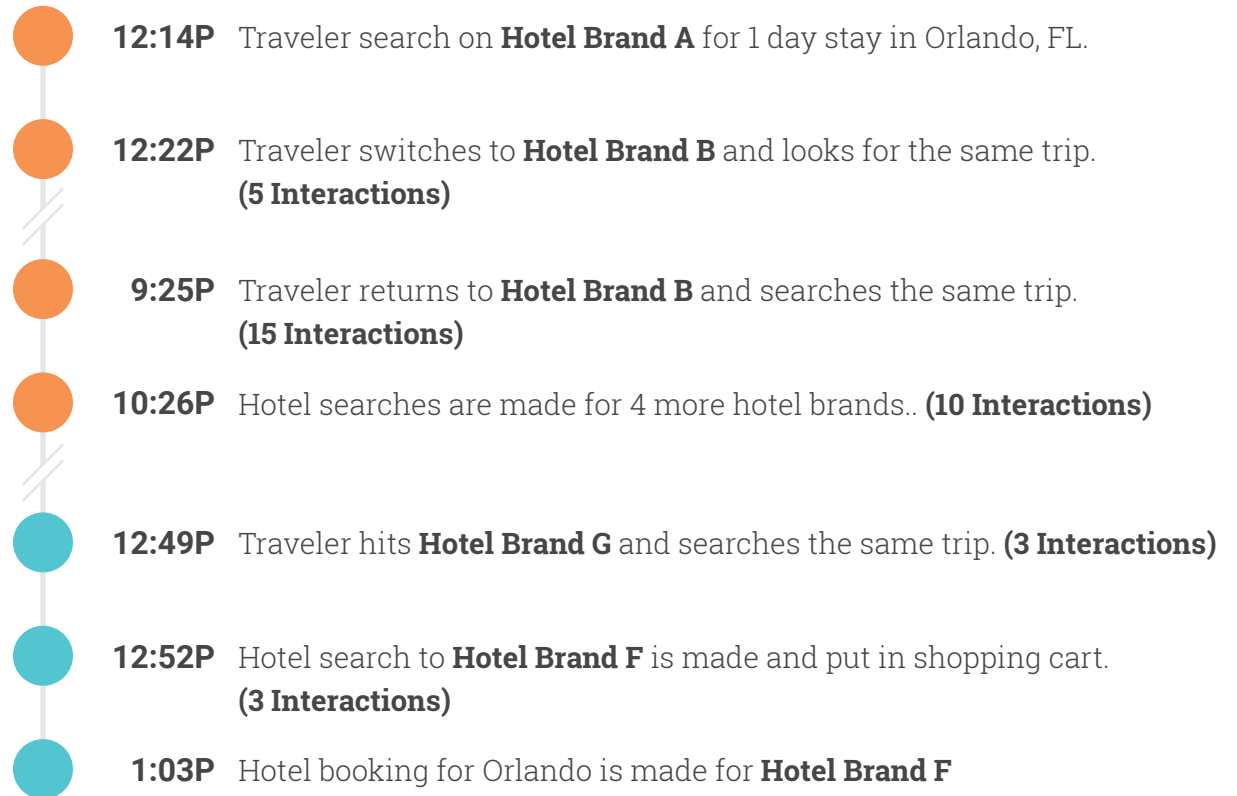 12:14P Traveler search on Hotel Brand A for 1 day stay in Orlando, FL.
12:22P Traveler switches to Hotel Brand B and looks for the same trip.
(5 Interactions)
9:25P Traveler returns to Hotel Brand B and searches the same trip.
(15 Interactions)
10:26P Hotel searches are made for 4 more hotel brands.. (10 Interactions)
12:49P Traveler hits Hotel Brand G and searches the same trip. (3 Interactions)
12:52P Hotel search to Hotel Brand F is made and put in shopping cart.
(3 Interactions)
1:03P Hotel booking for Orlando is made for Hotel Brand F